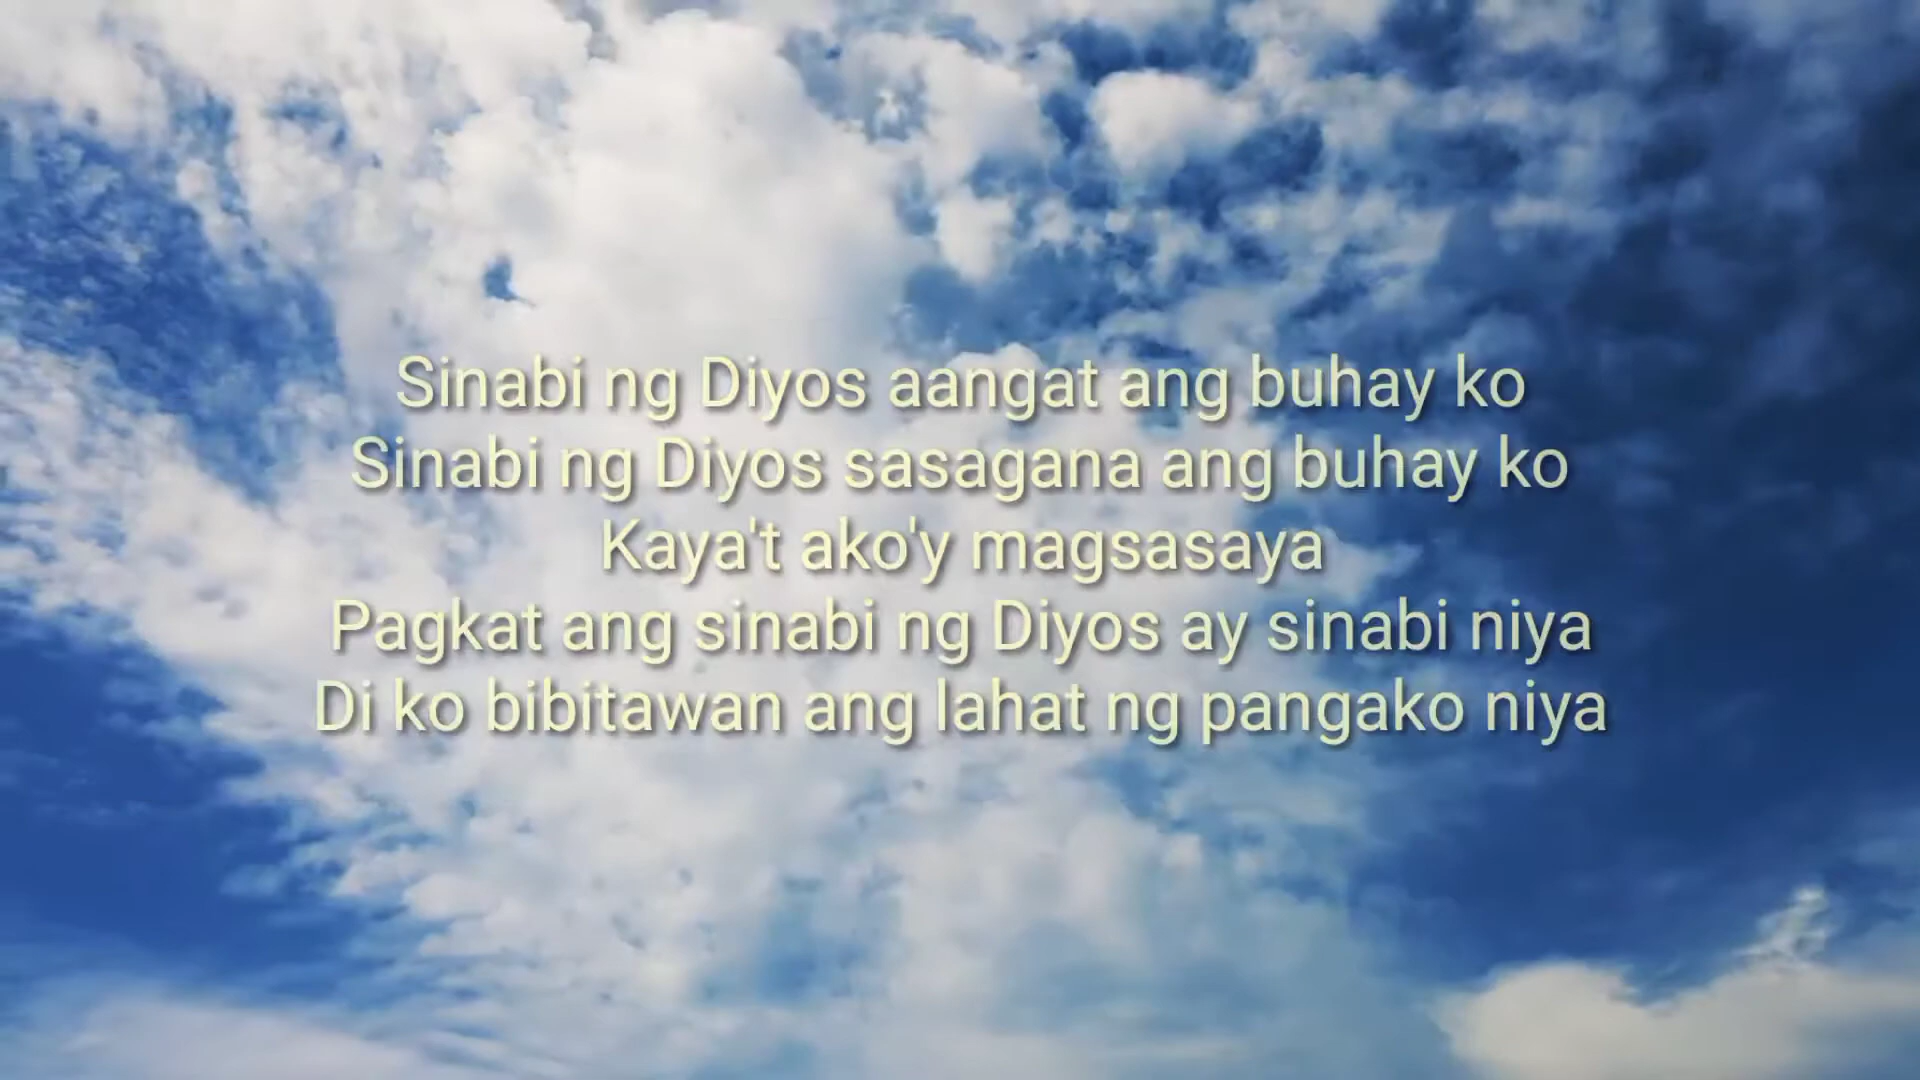 Sinabi ng Diyos aangat ang buhay ko
Sinabi ng Diyos sasagana ang buhay ko
Kaya't ako'y magsasaya
Pagkat ang sinabi ng Diyos ay sinabi niya
Di ko bibitawan ang lahat ng pangako niya